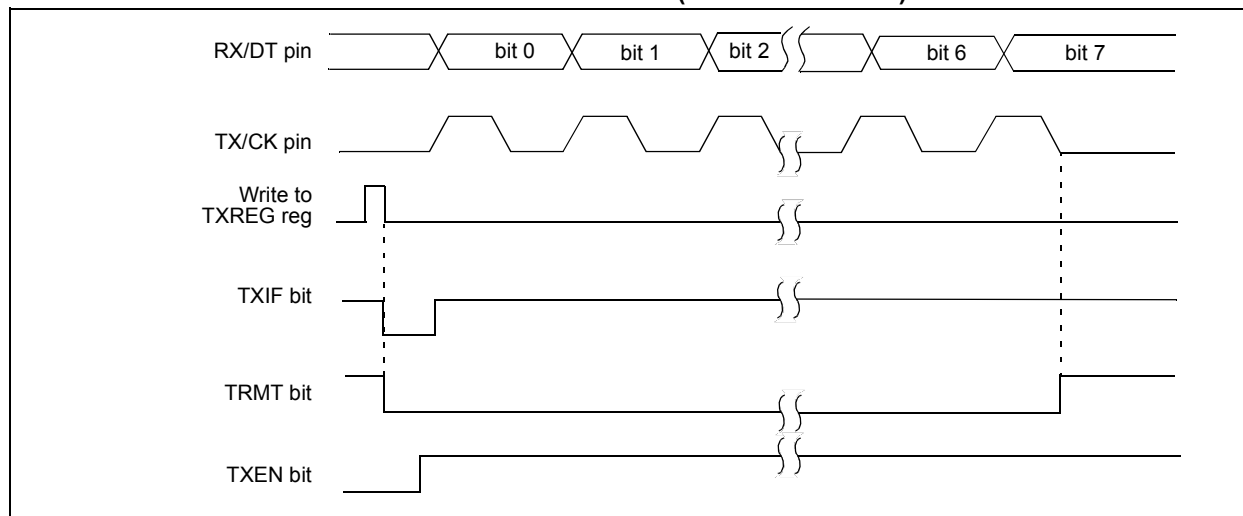 RX/DT pin
bit 0 bit 1 bit 2 bit 6 bit 7
TX/CK pin
Write to
TXREG reg
TXIF bit
TRMT bit
TXEN bit